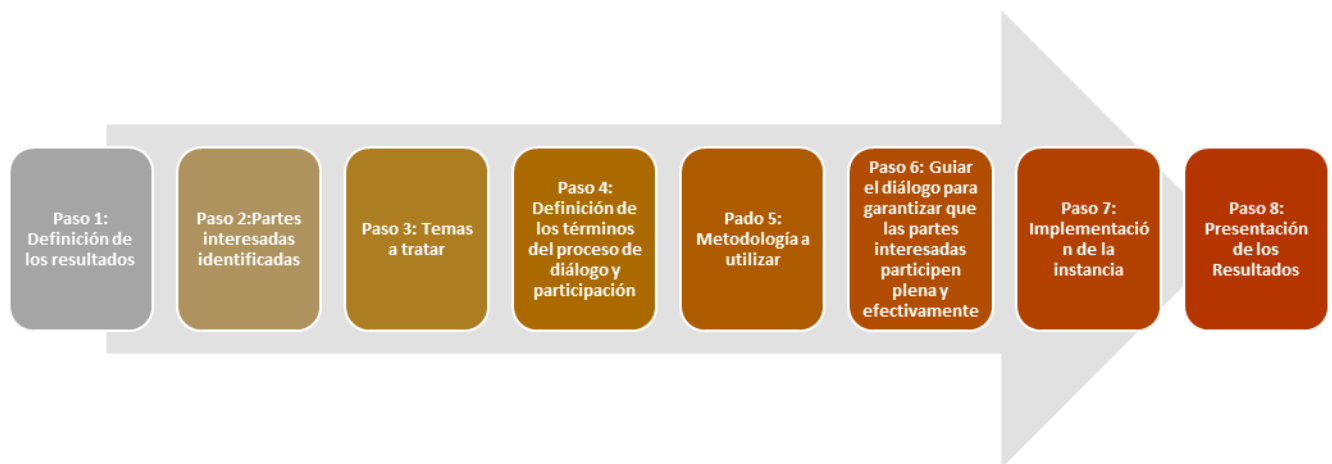 Paso 1:
Definición de
los resultados
Paso 2:Partes
interesadas
identificadas
Paso 3: Temas
a tratar
Paso 4:
Definición de
los términos
del proceso de
diálogo y
participación
Pado 5:
Metodología a
utilizar
Paso 6: Guiar
el diálogo para
garantizar que
las partes
interesadas
participen
plena y
efectivamente
Paso 7:
Implementació
n de la
instancia
Paso 8:
Presentación
de los
Resultados